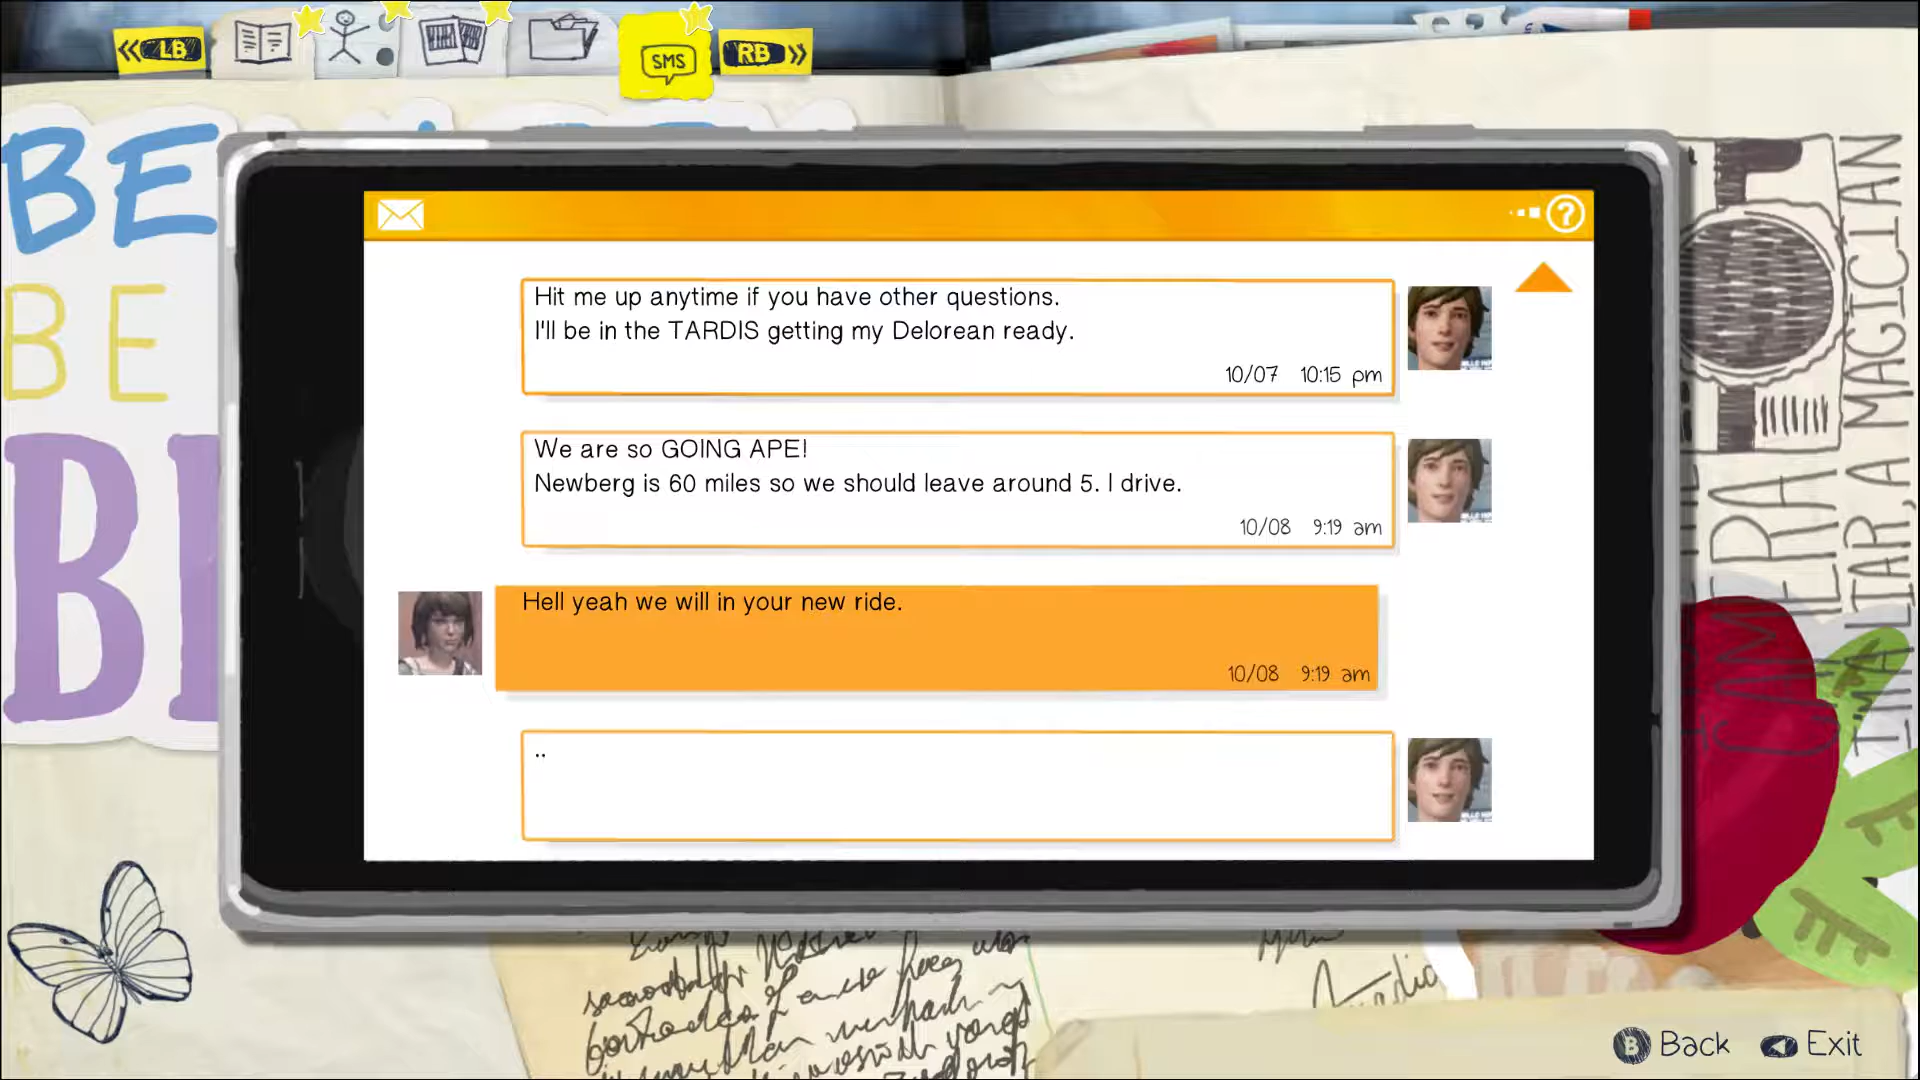 LB
SMS
RB
BE
BE
Hit me up anytime if you have other questions.
I'll be in the TARDIS getting my Delorean ready.
10/07 10:15 pm
We are so GOING APE!
Newberg is 60 miles so we should leave around 5. I drive.
10/08 9:19 am
Hell yeah we will in your new ride.
10/08 9:19 am
..
?
CAMERA
LIAR, A MAGICIAN
B Back
Exit